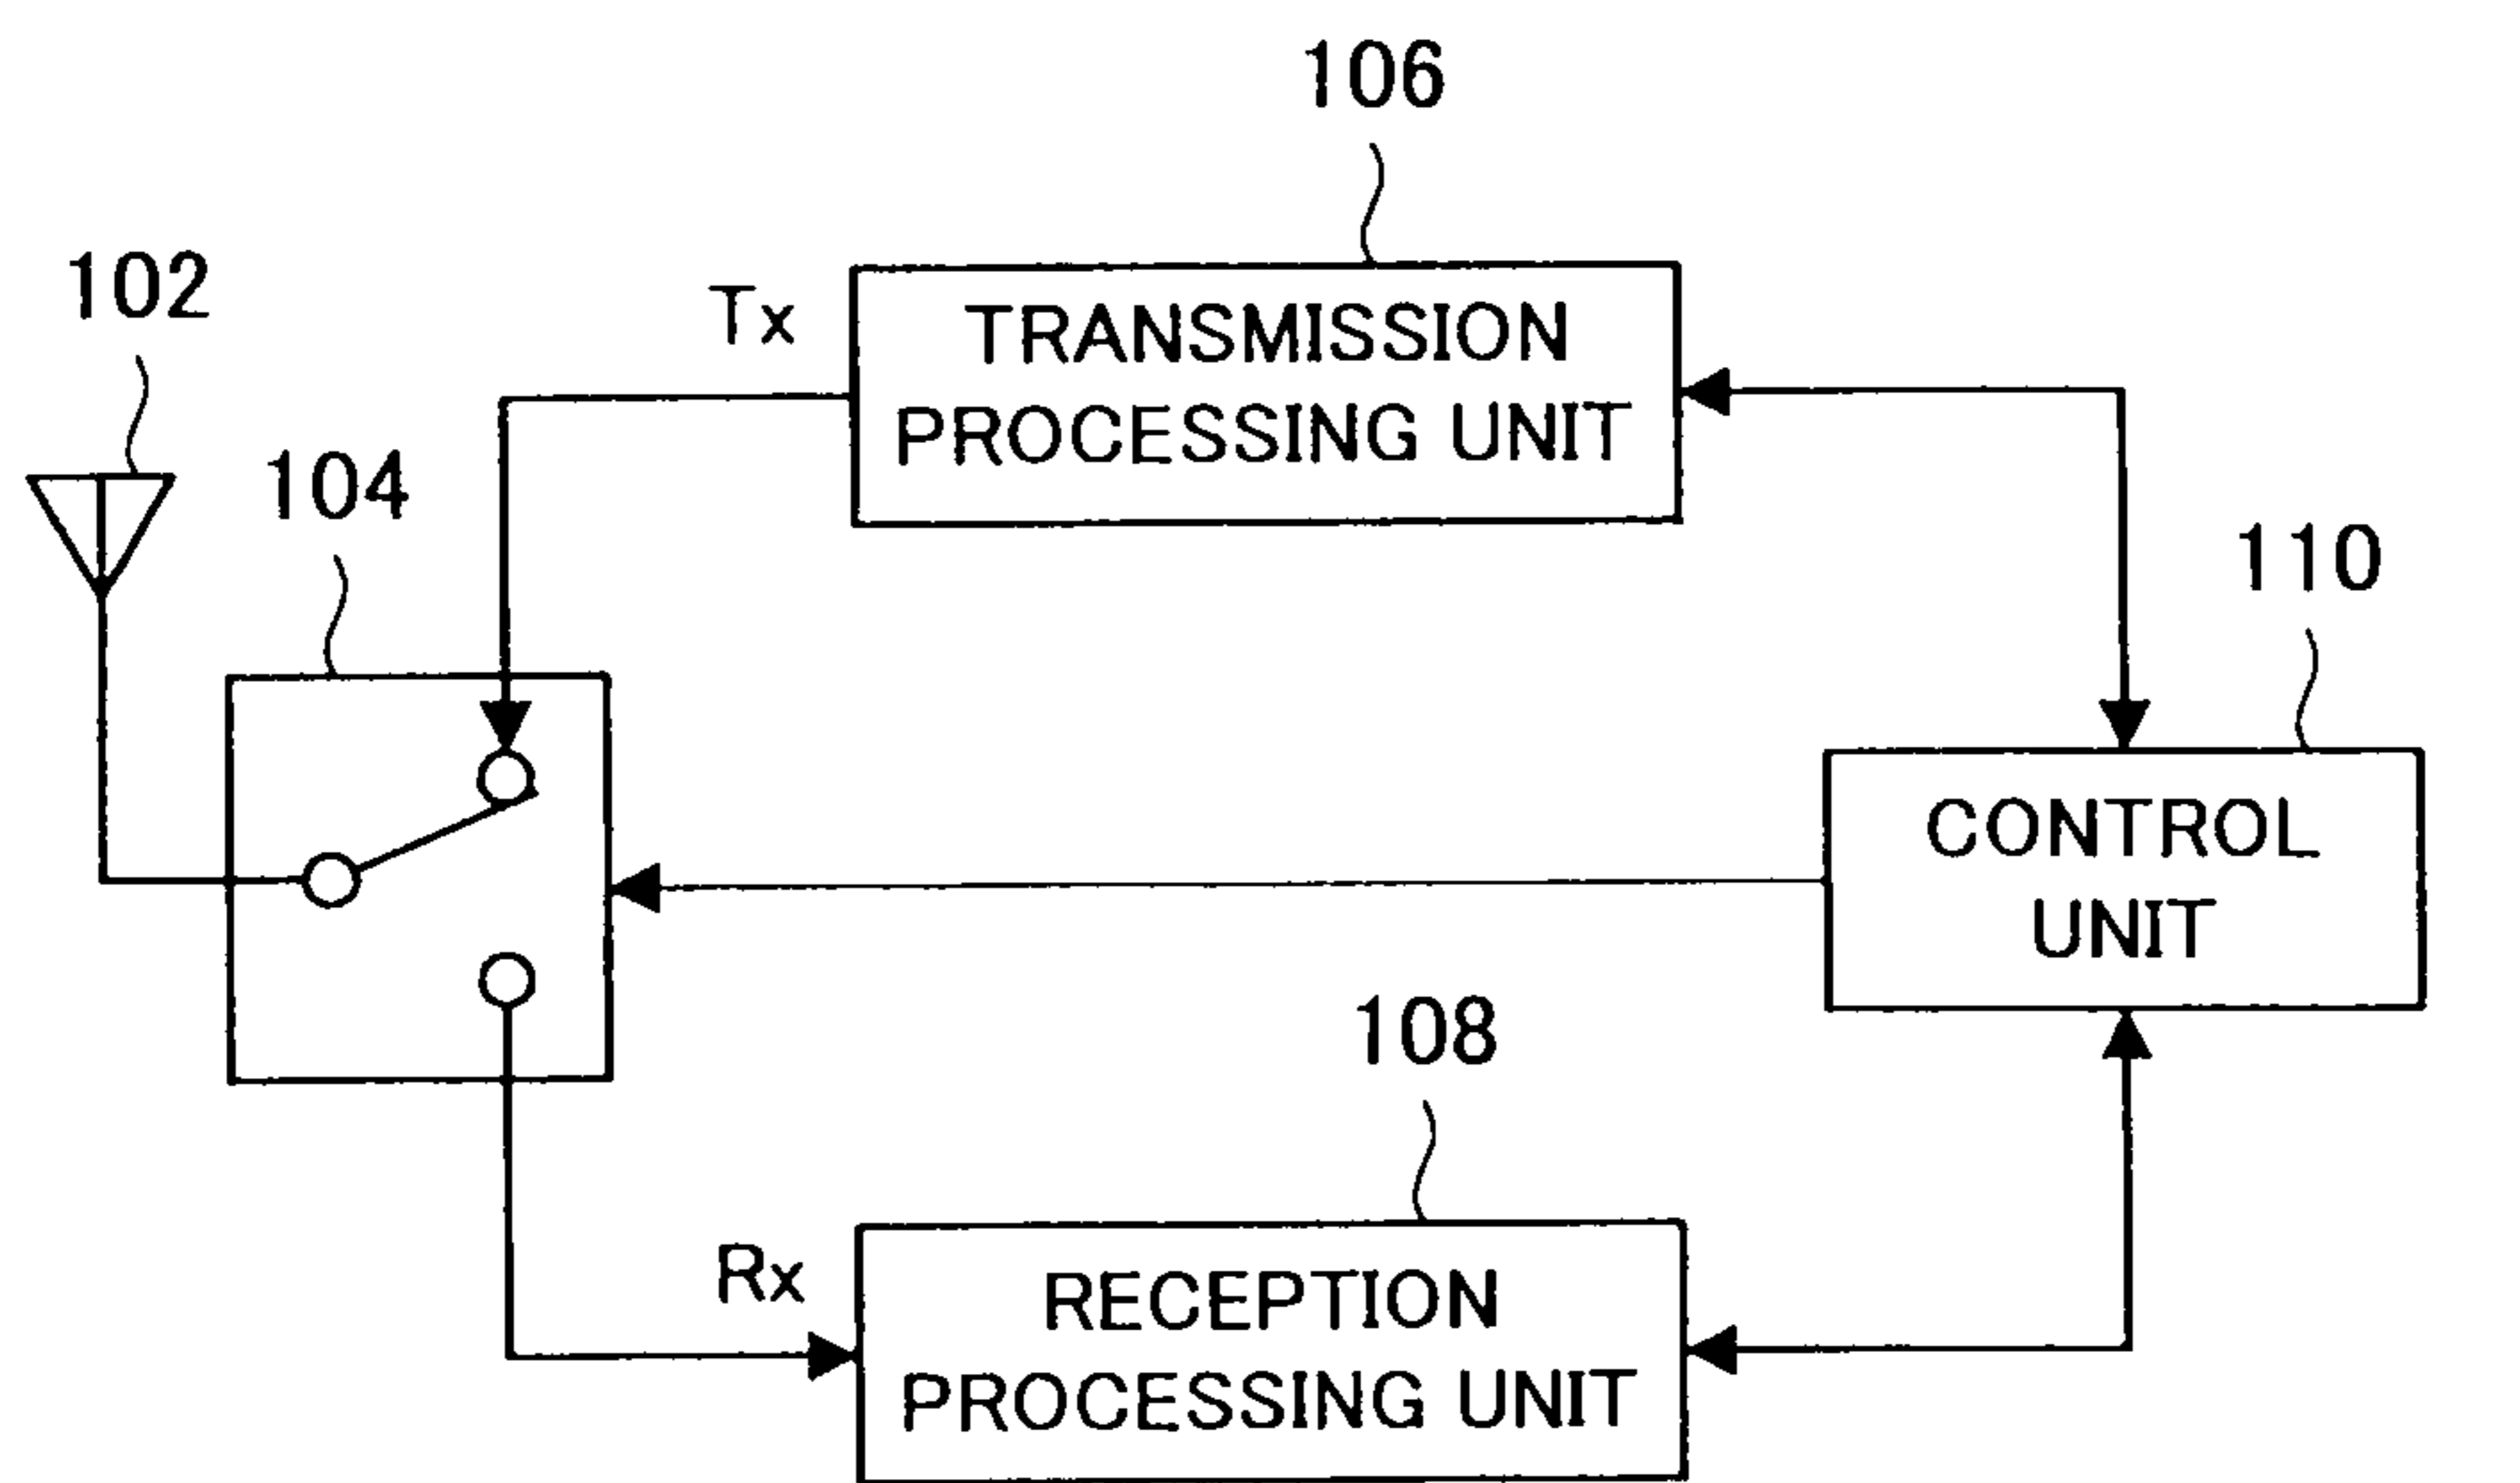 106
102
Tx
TRANSMISSION
PROCESSING UNIT
104
110
CONTROL
UNIT
108
Rx
RECEPTION
PROCESSING UNIT